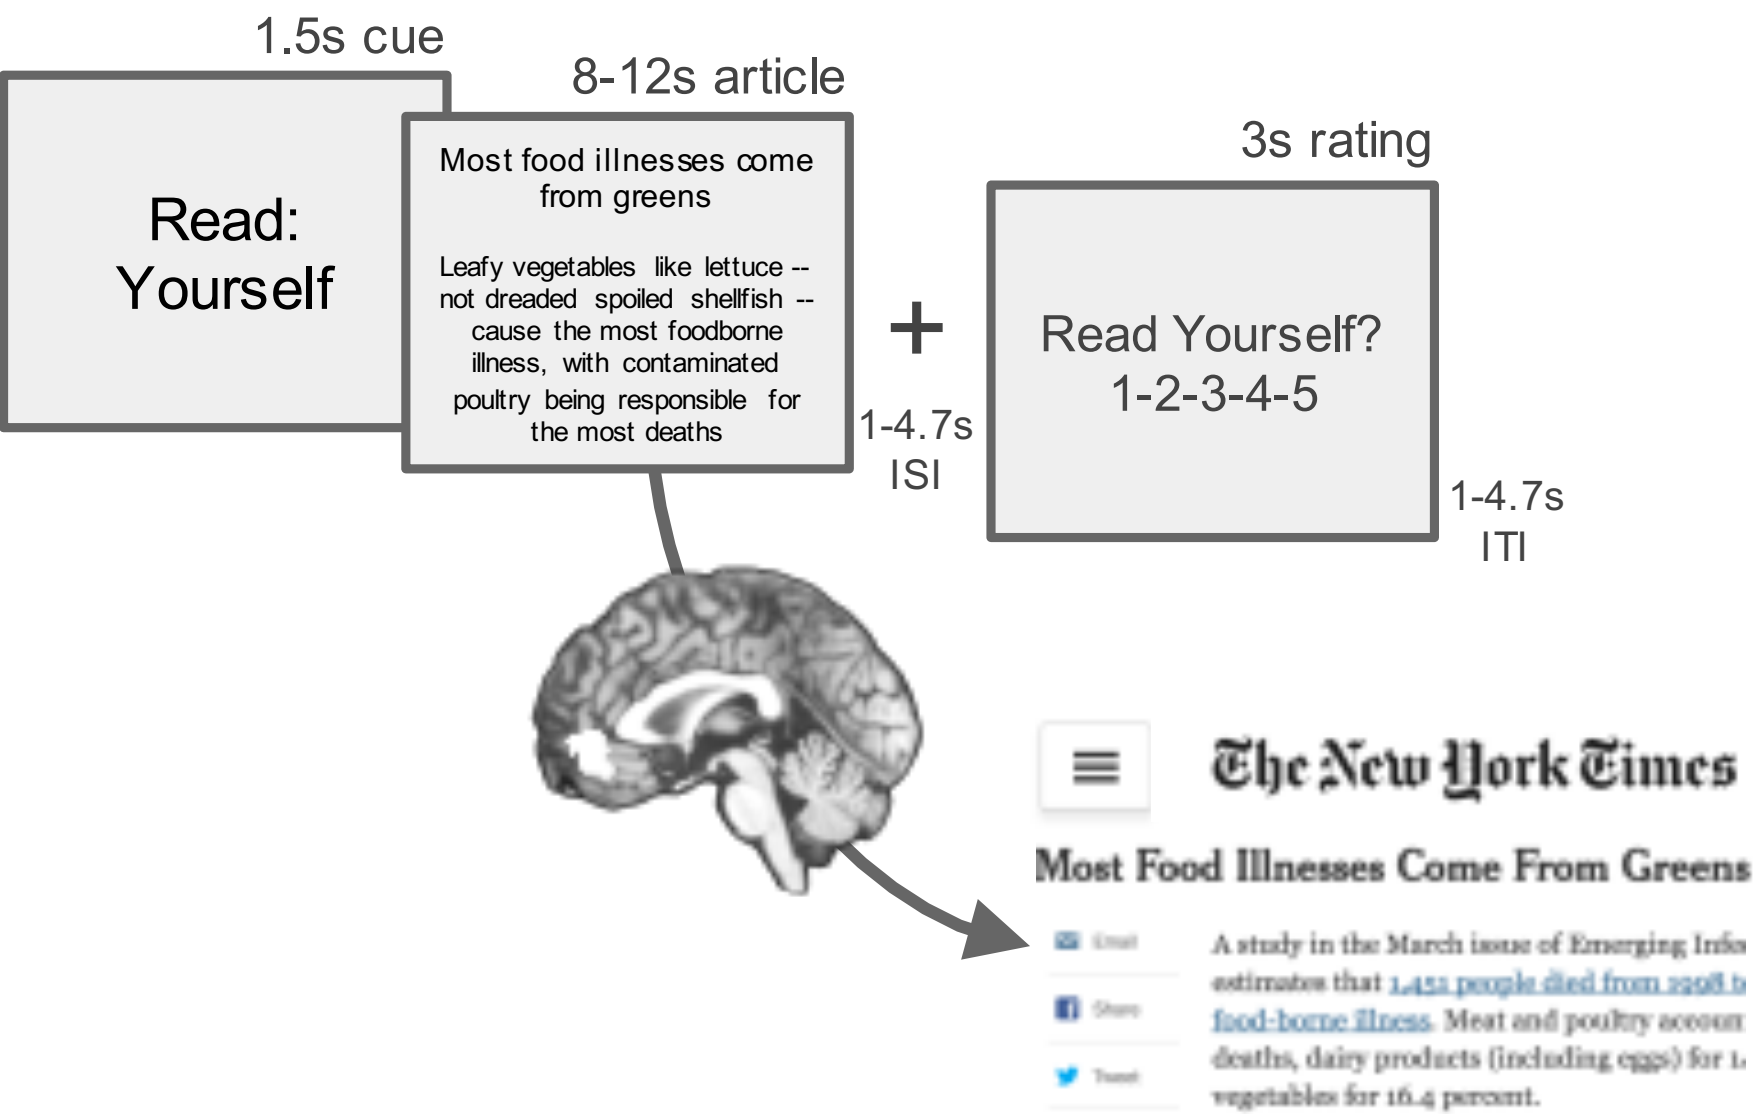 1.5s cue
Read:
Yourself
8-12s article
Most food illnesses come
from greens
Leafy vegetables like lettuce --
not dreaded spoiled shellfish --
cause the most foodborne
illness, with contaminated
poultry being responsible for
the most deaths
+
1-4.7s
ISI
3s rating
Read Yourself?
1-2-3-4-5
1-4.7s
ITI
The New York Times
Most Food Illnesses Come From Greens
Email
A study in the March issue of Emerging
estimates that 1,451 people died from 1998
Share
food-borne illness. Meat and poultry
deaths, dairy products (including eggs) for
Tweet
vegetables for 16.4 percent.